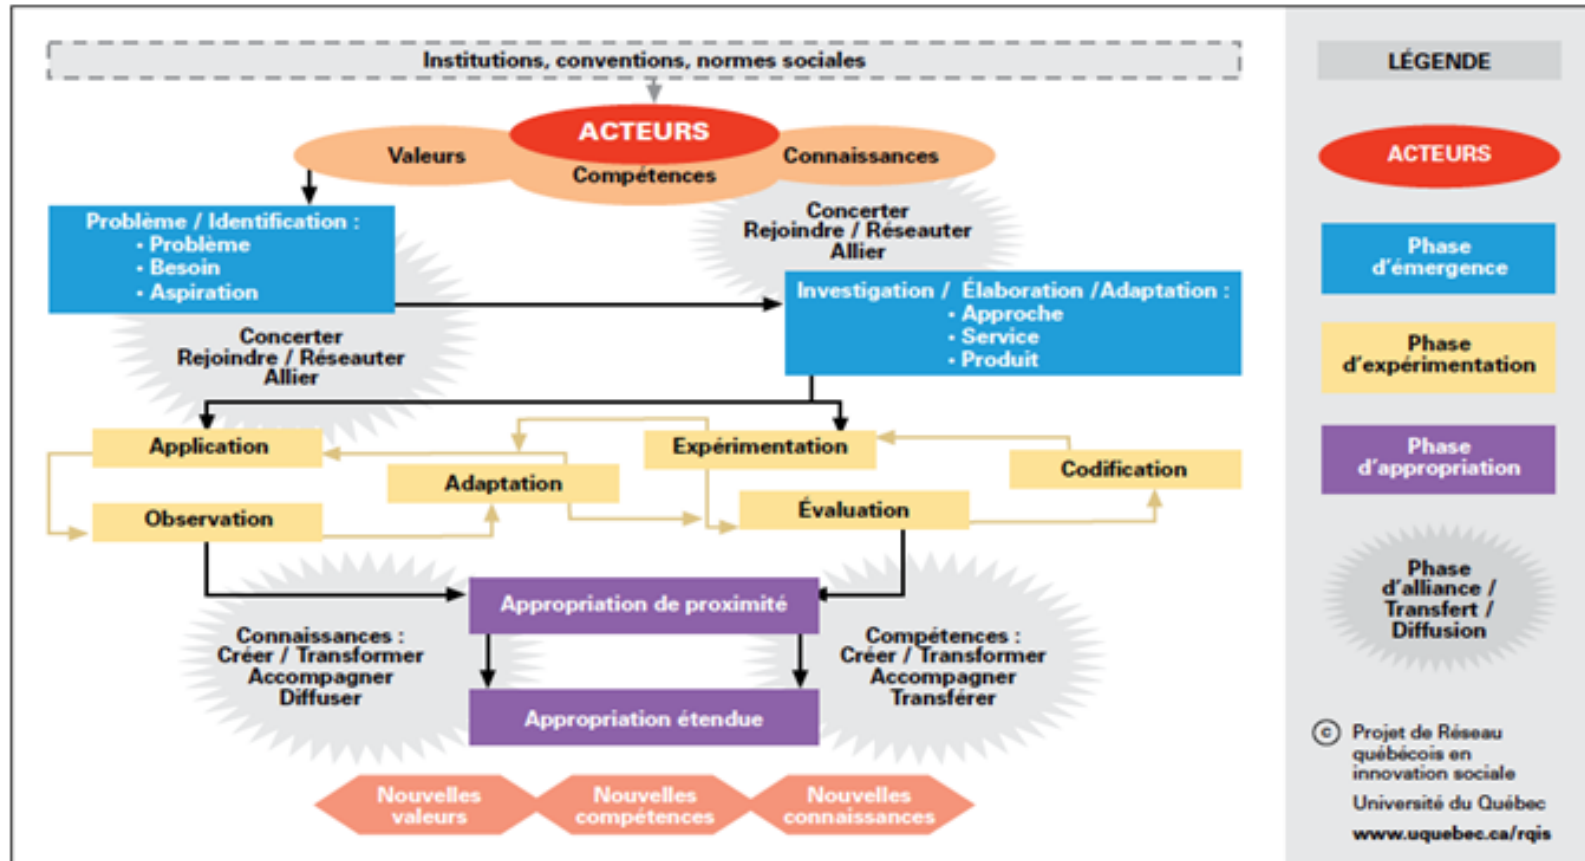 Institutions, conventions, normes sociales
ACTEURS
Valeurs
Connaissances
Compétences
Problème / Identification :
• Problème
• Besoin
• Aspiration
Concerter
Rejoindre / Réseauter
Allier
Investigation / Élaboration /Adaptation :
• Approche
• Service
• Produit
Concerter
Rejoindre / Réseauter
Allier
Application
Expérimentation
Codification
Adaptation
Observation
Évaluation
Appropriation de proximité
Connaissances :
Créer / Transformer
Accompagner
Diffuser
Compétences :
Créer / Transformer
Accompagner
Transférer
Appropriation étendue
Nouvelles
valeurs
Nouvelles
compétences
Nouvelles
connaissances
LÉGENDE
ACTEURS
Phase
d'émergence
Phase
d'expérimentation
Phase
d'appropriation
Phase
d'alliance /
Transfert /
Diffusion
© Projet de Réseau
québécois en
innovation sociale
Université du Québec
www.uquebec.ca/rqis